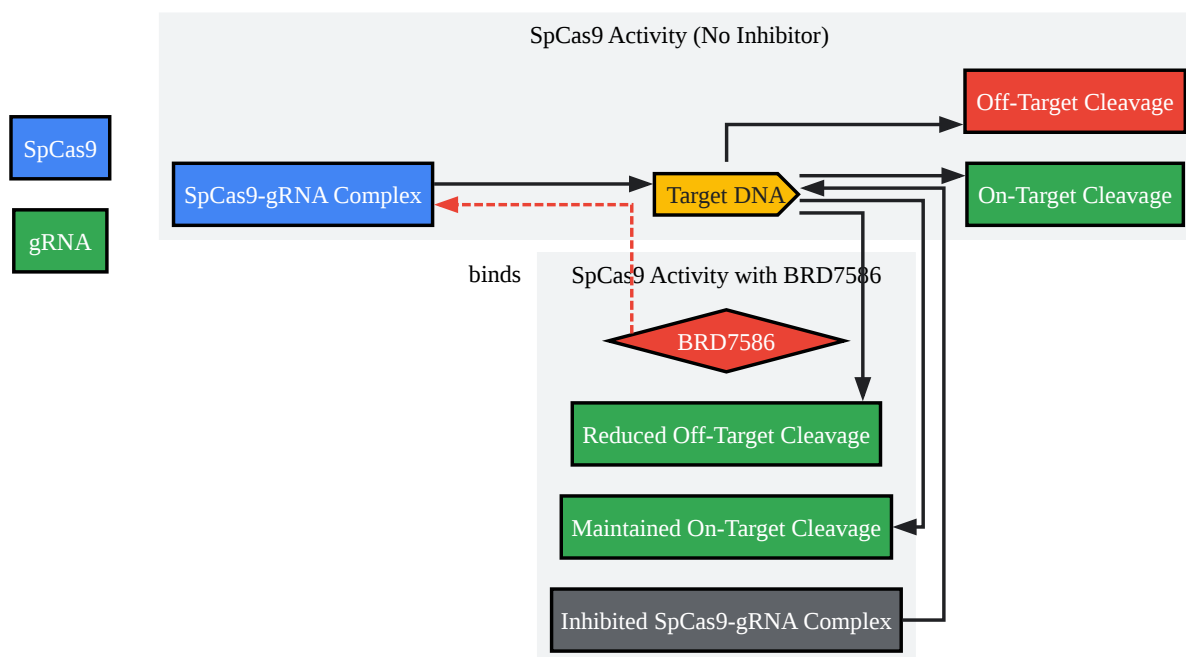 SpCas9 Activity (No Inhibitor)
Off-Target Cleavage
SpCas9
SpCas9-gRNA Complex
Target DNA
On-Target Cleavage
gRNA
binds
SpCas9 Activity with BRD7586
BRD7586
Reduced Off-Target Cleavage
Maintained On-Target Cleavage
Inhibited SpCas9-gRNA Complex